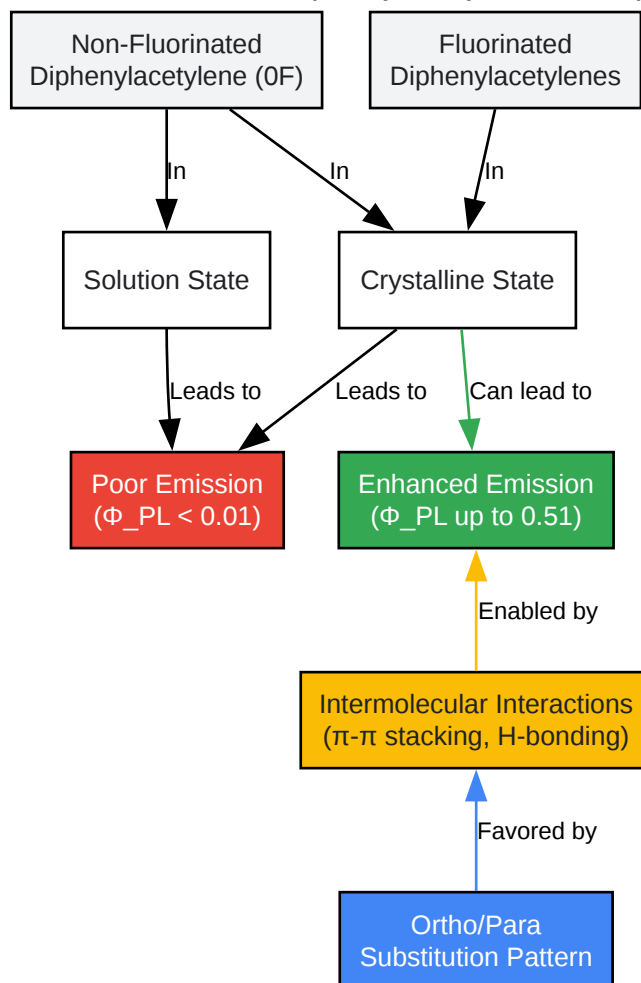 Non-Fluorinated
Diphenylacetylene (0F)
Fluorinated
Diphenylacetylenes
In
In
In
Solution State
Crystalline State
Leads to
Leads to
Can lead to
Poor Emission
(Φ_PL < 0.01)
Enhanced Emission
(Φ_PL up to 0.51)
Enabled by
Intermolecular Interactions
(π-π stacking, H-bonding)
Favored by
Ortho/Para
Substitution Pattern